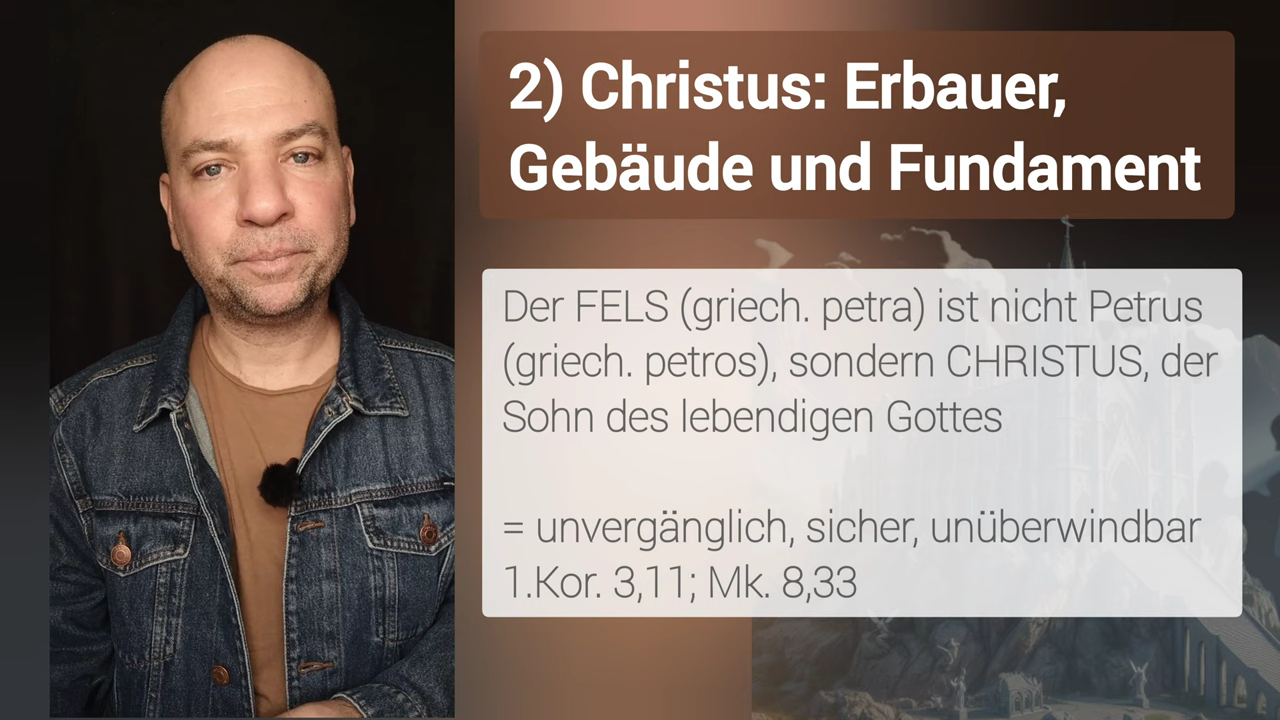 2) Christus: Erbauer,
Gebäude und Fundament
Der FELS (griech. petra) ist nicht Petrus
(griech. petros), sondern CHRISTUS, der
Sohn des lebendigen Gottes
= unvergänglich, sicher, unüberwindbar
1.Kor. 3,11; Mk. 8,33